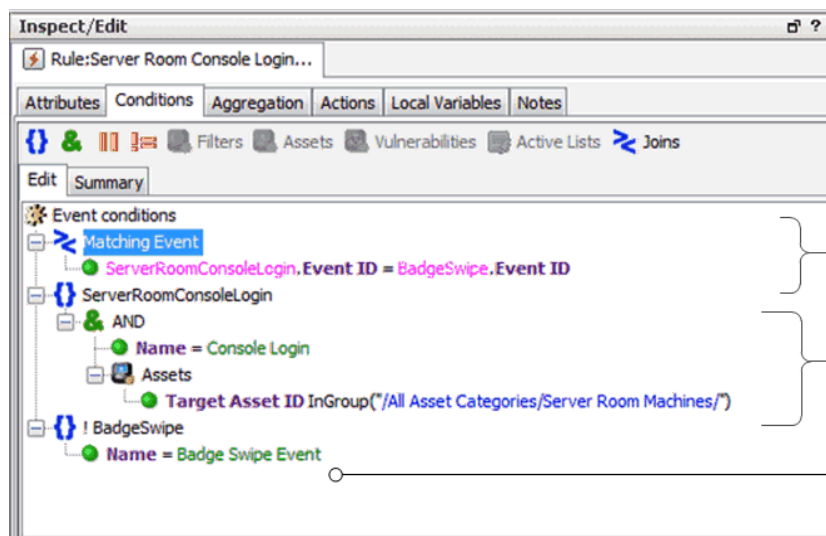 Inspect/Edit ?
Rule:Server Room Console Login...
Attributes Conditions Aggregation Actions Local Variables Notes
{} & Filters Assets Vulnerabilities Active Lists Joins
Edit Summary
Event conditions
Matching Event
ServerRoomConsoleLogin.Event ID = BadgeSwipe.Event ID
{} ServerRoomConsoleLogin
& AND
Name = Console Login
Assets
Target Asset ID InGroup("/All Asset Categories/Server Room Machines/")
{} ! BadgeSwipe
Name = Badge Swipe Event